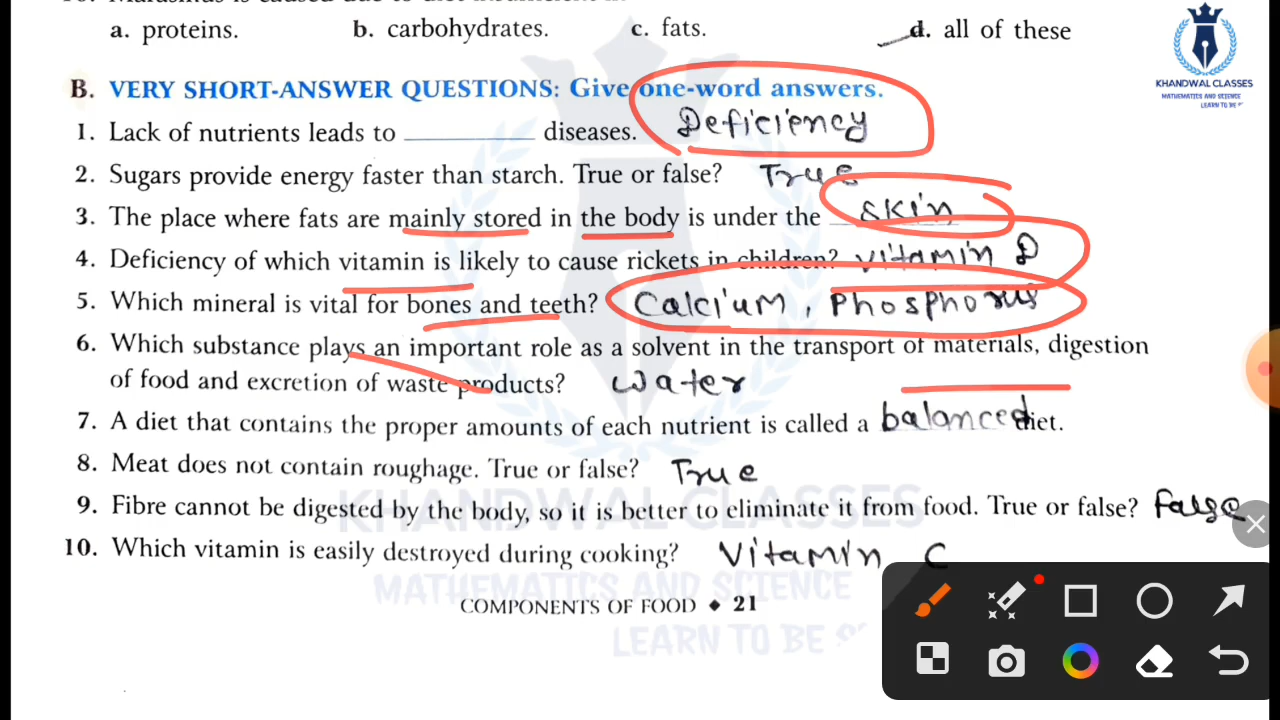 a. proteins. b. carbohydrates. c. fats. d. all of these
KHANDWAL CLASSES
MATHEMATICS AND SCIENCE
B. VERY SHORT-ANSWER QUESTIONS: Give one-word answers.
1. Lack of nutrients leads to __________ diseases. Deficiency
2. Sugars provide energy faster than starch. True or false? True
3. The place where fats are mainly stored in the body is under the skin
4. Deficiency of which vitamin is likely to cause rickets in children? vitamin D
5. Which mineral is vital for bones and teeth? Calcium, Phosphorus
6. Which substance plays an important role as a solvent in the transport of materials, digestion
of food and excretion of waste products? water
7. A diet that contains the proper amounts of each nutrient is called a balanced diet.
8. Meat does not contain roughage. True or false? True
9. Fibre cannot be digested by the body, so it is better to eliminate it from food. True or false? false
KHANDWAL CLASSES
10. Which vitamin is easily destroyed during cooking? Vitamin C
MATHEMATICS AND SCIENCE
COMPONENTS OF FOOD ◆ 21
LEARN TO BE